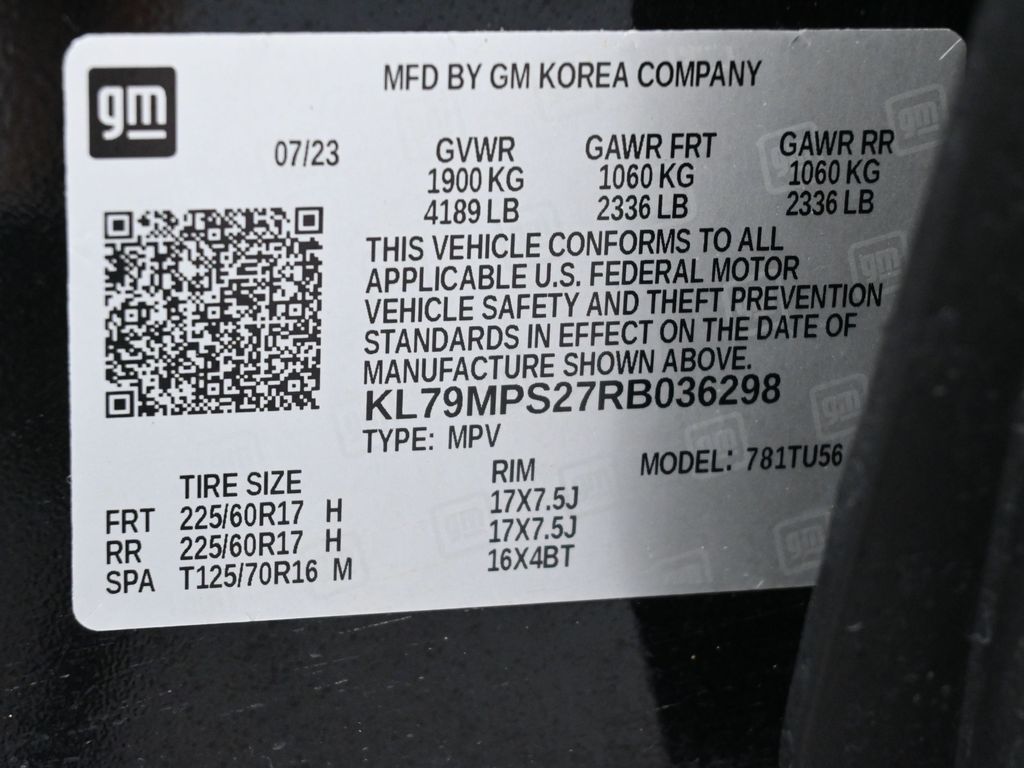 gm
MFD BY GM KOREA COMPANY
07/23 GVWR GAWR FRT GAWR RR
1900 KG 1060 KG 1060 KG
4189 LB 2336 LB 2336 LB
THIS VEHICLE CONFORMS TO ALL
APPLICABLE U.S. FEDERAL MOTOR
VEHICLE SAFETY AND THEFT PREVENTION
STANDARDS IN EFFECT ON THE DATE OF
MANUFACTURE SHOWN ABOVE.
KL79MPS27RB036298
TYPE: MPV
MODEL: 781TU56
TIRE SIZE RIM
FRT 225/60R17 H 17X7.5J
RR 225/60R17 H 17X7.5J
SPA T125/70R16 M 16X4BT